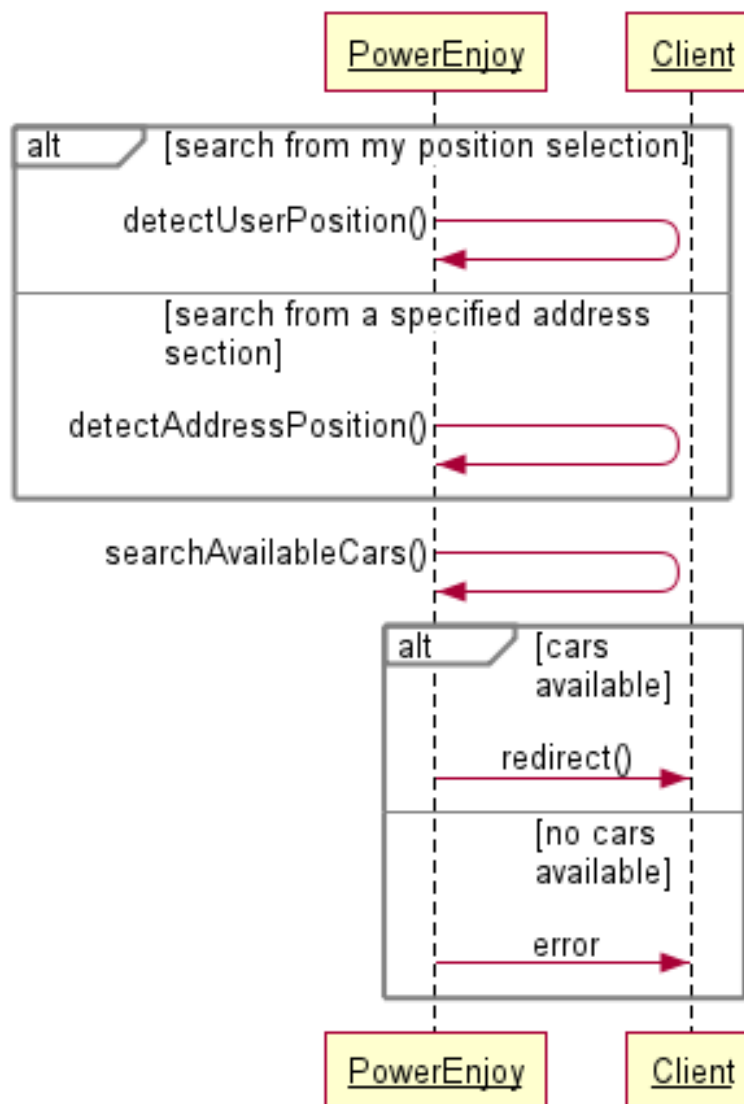 PowerEnjoy
Client
alt
[search from my position selection]
detectUserPosition()
[search from a specified address
section]
detectAddressPosition()
searchAvailableCars()
alt
[cars
available]
redirect()
[no cars
available]
error
PowerEnjoy
Client